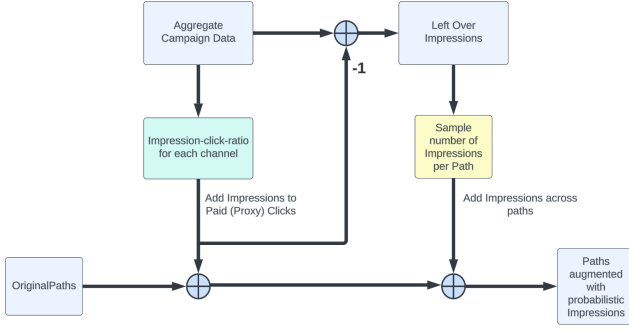 Aggregate
Campaign Data
Left Over
Impressions
-1
Impression-click-ratio
for each channel
Sample
number of
Impressions
per Path
Add Impressions to
Paid (Proxy) Clicks
Add Impressions across
paths
OriginalPaths
Paths
augmented
with
probabilistic
Impressions